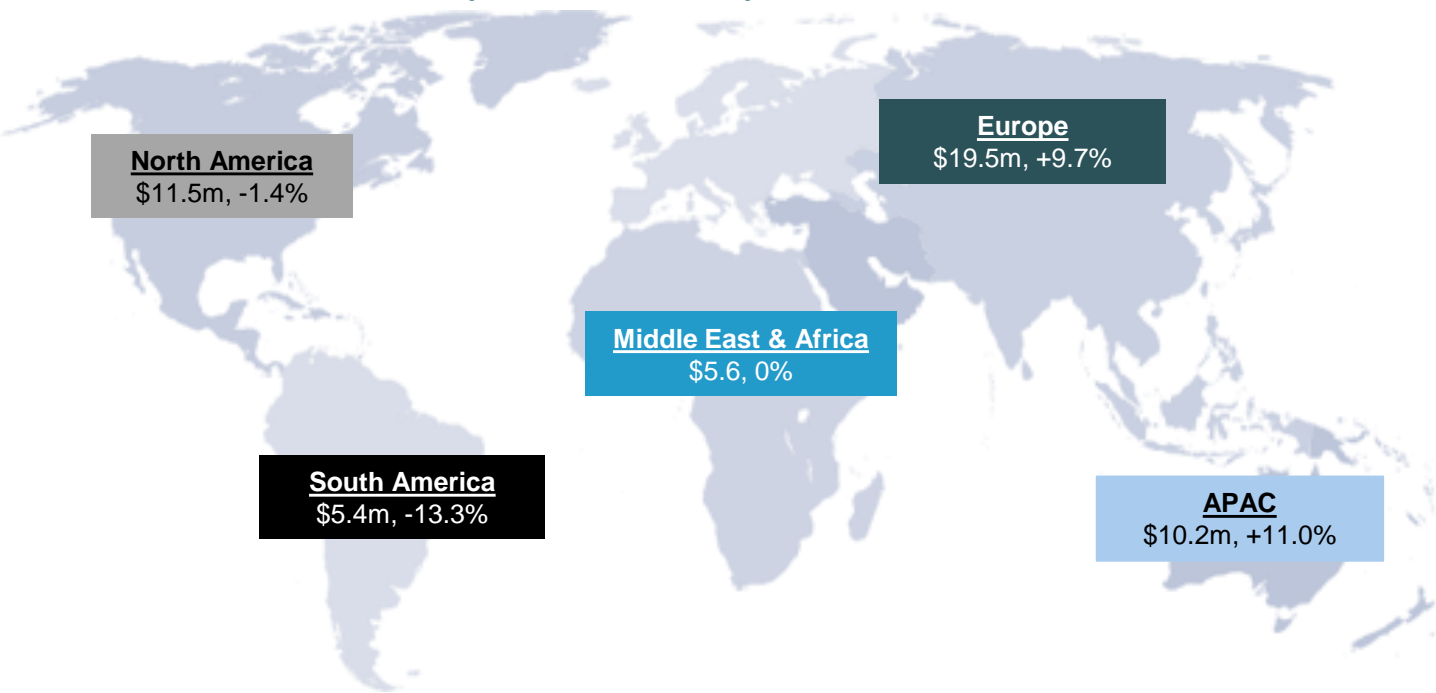 North America
$11.5m, -1.4%
Europe
$19.5m, +9.7%
Middle East & Africa
$5.6, 0%
South America
$5.4m, -13.3%
APAC
$10.2m, +11.0%